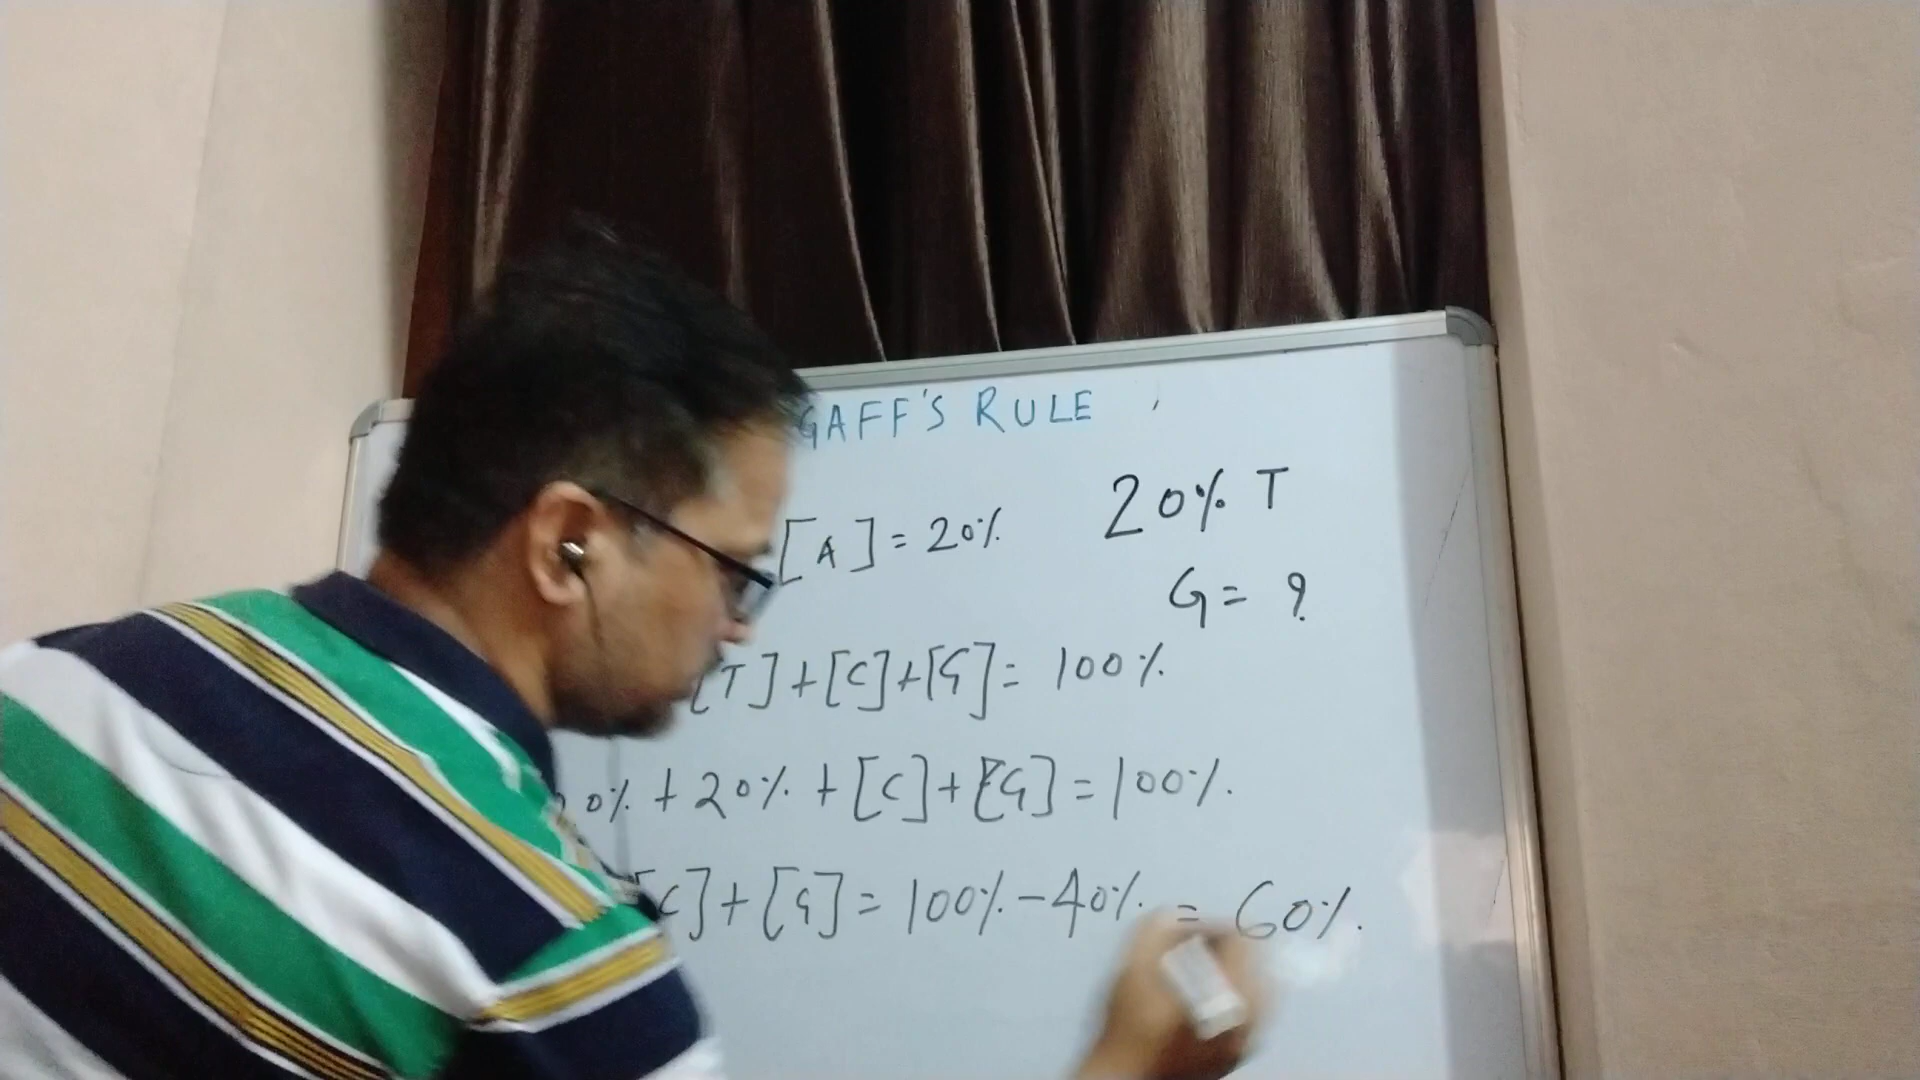 GAFF'S RULE
[A] = 20%
20% T
G = ?
[T] + [C] + [G] = 100%
0% + 20% + [C] + [G] = 100%.
[C] + [G] = 100% - 40% = 60%.